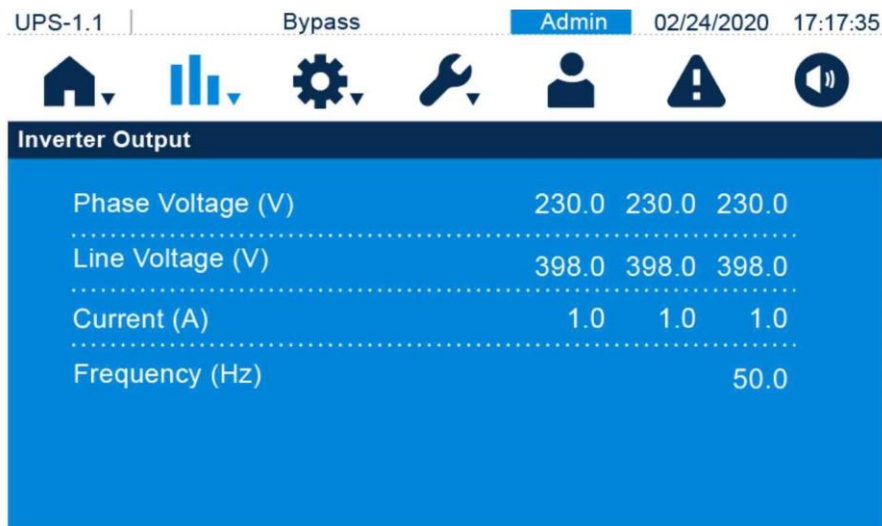 UPS-1.1 Bypass Admin 02/24/2020 17:17:35
Inverter Output
Phase Voltage (V) 230.0 230.0 230.0
Line Voltage (V) 398.0 398.0 398.0
Current (A) 1.0 1.0 1.0
Frequency (Hz) 50.0